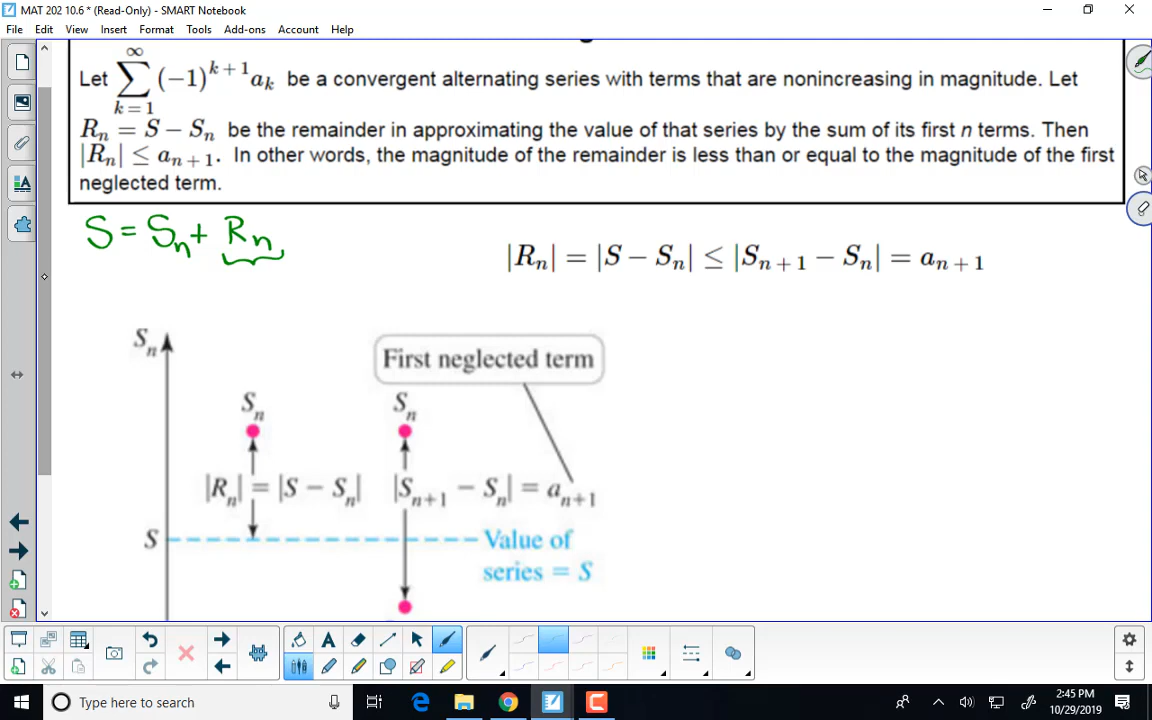 MAT 202 10.6 * (Read-Only) - SMART Notebook
File Edit View Insert Format Tools Add-ons Account Help
Let ∑_{k=1}^{∞} (−1)^{k+1} a_k be a convergent alternating series with terms that are nonincreasing in magnitude. Let
R_n = S − S_n be the remainder in approximating the value of that series by the sum of its first n terms. Then
|R_n| ≤ a_{n+1}. In other words, the magnitude of the remainder is less than or equal to the magnitude of the first
neglected term.
S = S_n + R_n
|R_n| = |S − S_n| ≤ |S_{n+1} − S_n| = a_{n+1}
S_n
First neglected term
S_n S_n
|R_n| = |S − S_n| |S_{n+1} − S_n| = a_{n+1}
S
Value of
series = S
Type here to search
2:45 PM
10/29/2019